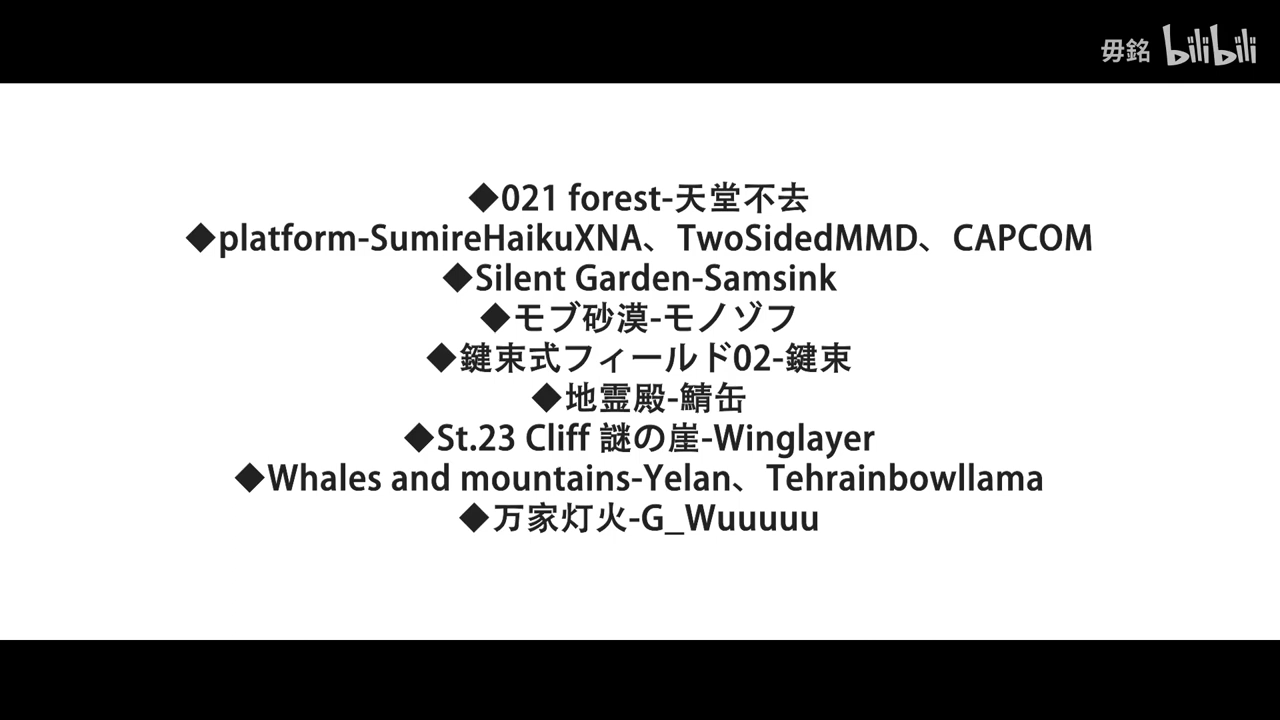 毋銘 bilibili
◆021 forest-天堂不去
◆platform-SumireHaikuXNA、TwoSidedMMD、CAPCOM
◆Silent Garden-Samsink
◆モブ砂漠-モノゾフ
◆鍵束式フィールド02-鍵束
◆地霊殿-鯖缶
◆St.23 Cliff 謎の崖-Winglayer
◆Whales and mountains-Yelan、Tehrainbowllama
◆万家灯火-G_Wuuuuu